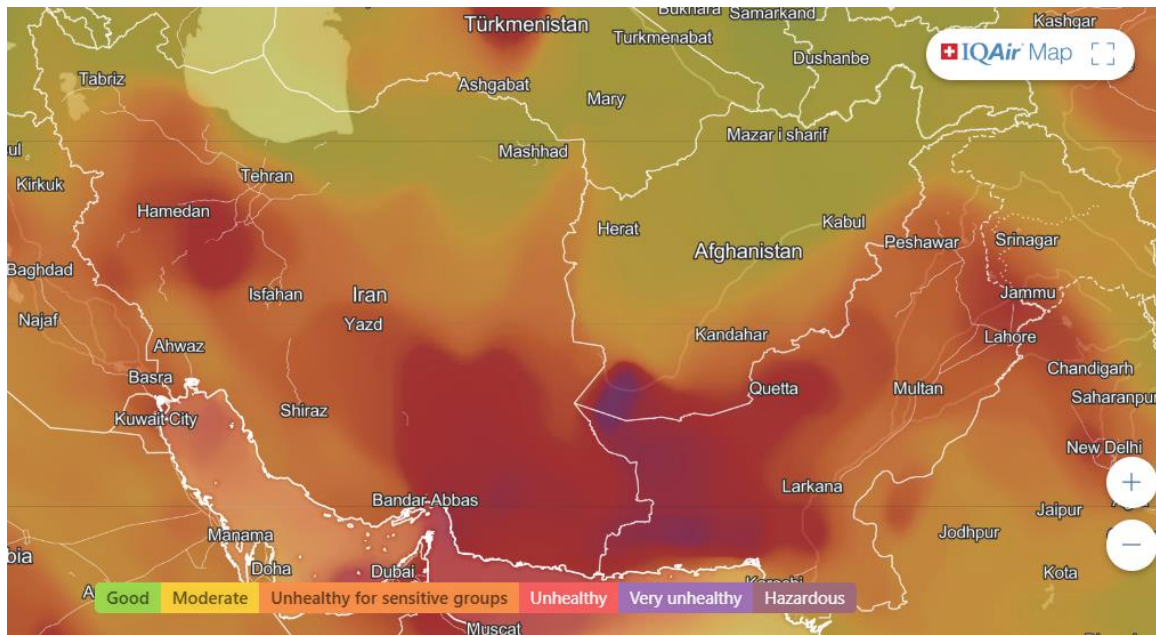 Türkmenistan
Bukhara
Samarkand
Kashgar
Turkmenabat
Dushanbe
IQAir Map
Tabriz
Ashgabat
Mary
Mazar i sharif
Mashhad
Kirkuk
Tehran
Hamedan
Herat
Kabul
Afghanistan
Peshawar
Srinagar
Baghdad
Isfahan
Iran
Jammu
Najaf
Yazd
Kandahar
Lahore
Ahwaz
Basra
Chandigarh
Quetta
Multan
Saharanpur
Kuwait City
Shiraz
New Delhi
+
Larkana
Bandar Abbas
Jaipur
Manama
Jodhpur
−
Doha
Dubai
Kota
Karachi
Good Moderate Unhealthy for sensitive groups Unhealthy Very unhealthy Hazardous
Muscat